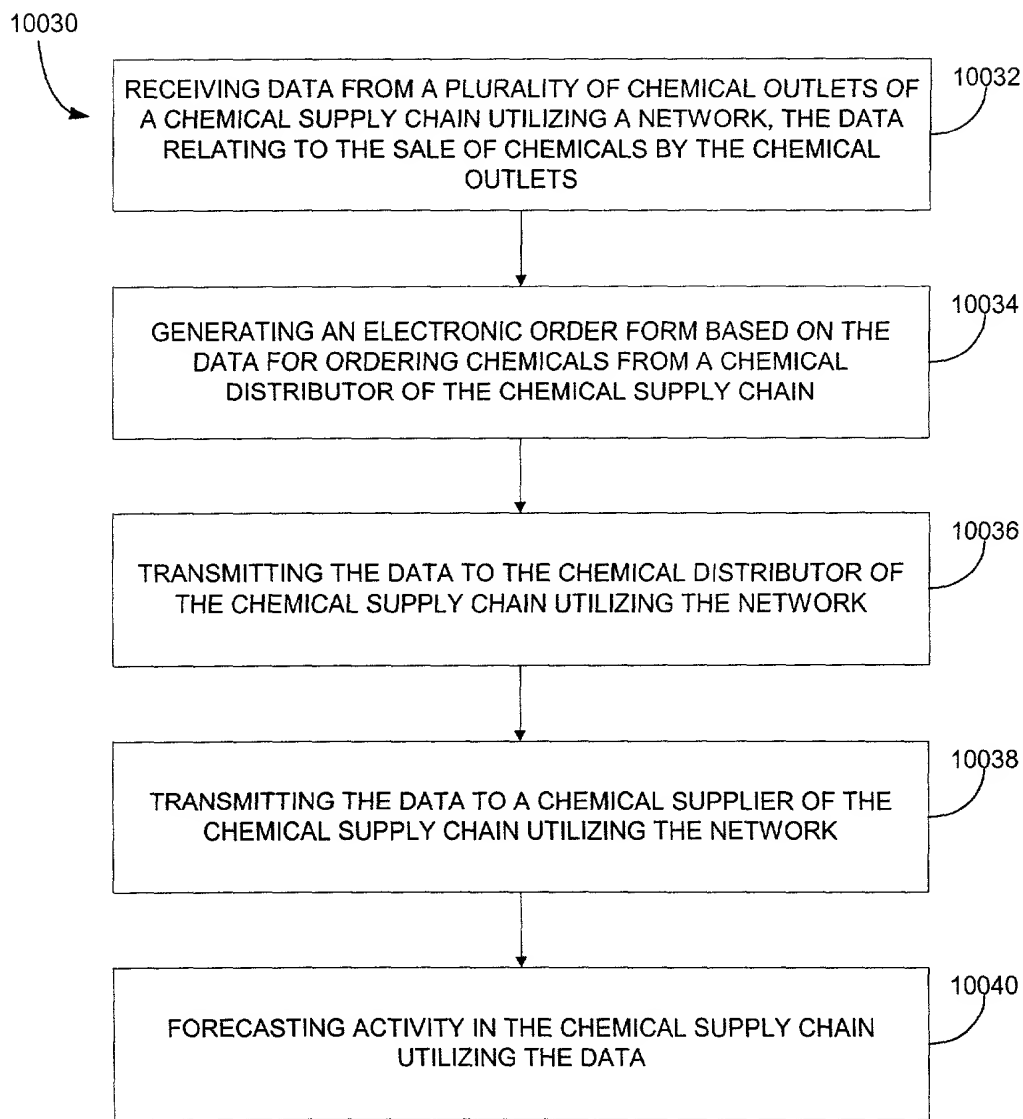 10030
RECEIVING DATA FROM A PLURALITY OF CHEMICAL OUTLETS OF
A CHEMICAL SUPPLY CHAIN UTILIZING A NETWORK, THE DATA
RELATING TO THE SALE OF CHEMICALS BY THE CHEMICAL
OUTLETS
10032
GENERATING AN ELECTRONIC ORDER FORM BASED ON THE
DATA FOR ORDERING CHEMICALS FROM A CHEMICAL
DISTRIBUTOR OF THE CHEMICAL SUPPLY CHAIN
10034
TRANSMITTING THE DATA TO THE CHEMICAL DISTRIBUTOR OF
THE CHEMICAL SUPPLY CHAIN UTILIZING THE NETWORK
10036
TRANSMITTING THE DATA TO A CHEMICAL SUPPLIER OF THE
CHEMICAL SUPPLY CHAIN UTILIZING THE NETWORK
10038
FORECASTING ACTIVITY IN THE CHEMICAL SUPPLY CHAIN
UTILIZING THE DATA
10040